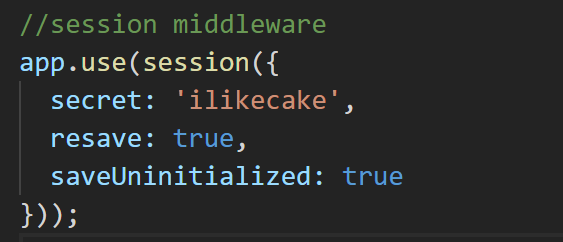 //session middleware
app.use(session({
  secret: 'ilikecake',
  resave: true,
  saveUninitialized: true
}));